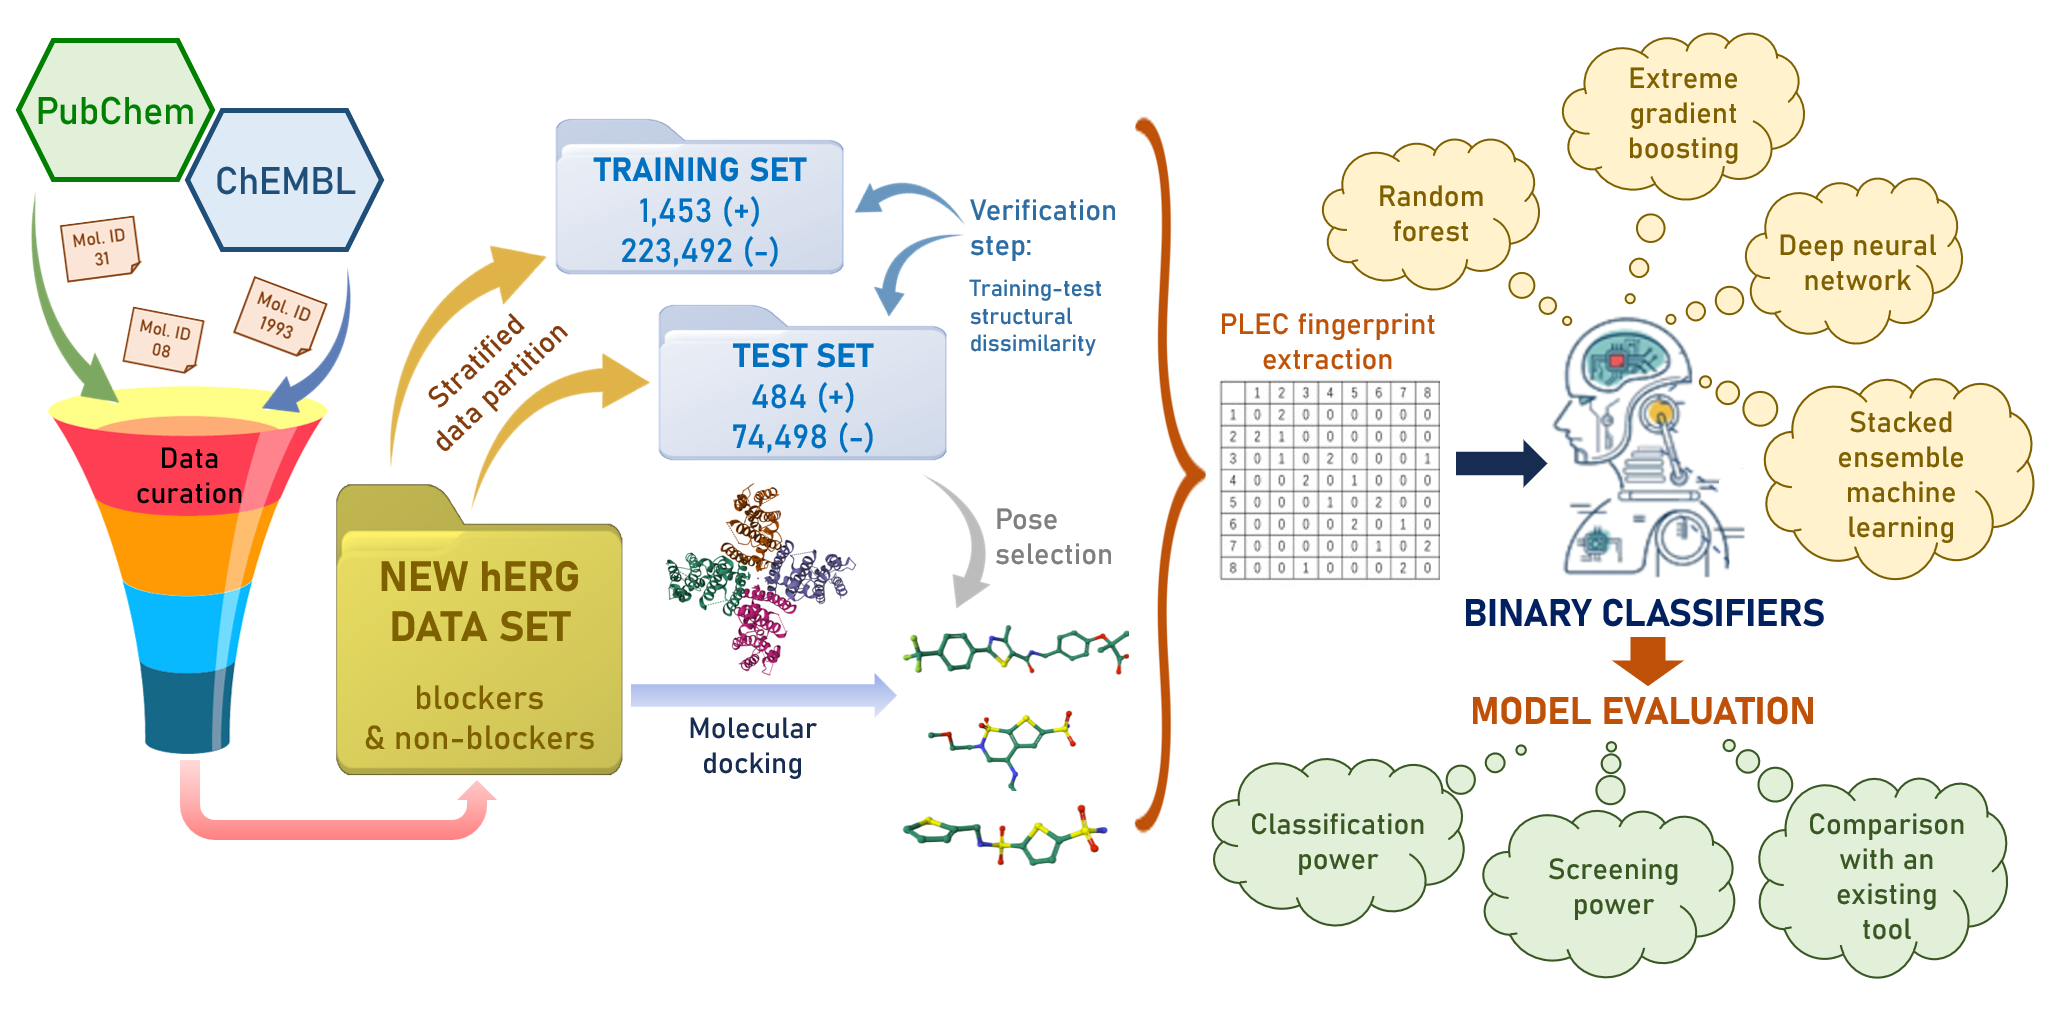 PubChem
ChEMBL
Mol. ID
31
Mol. ID
08
Mol. ID
1993
Data
curation
NEW hERG
DATA SET
blockers
& non-blockers
Stratified
data partition
TRAINING SET
1,453 (+)
223,492 (-)
TEST SET
484 (+)
74,498 (-)
Verification
step:
Training-test
structural
dissimilarity
Molecular
docking
Pose
selection
PLEC fingerprint
extraction
1 2 3 4 5 6 7 8
1 0 2 0 0 0 0 0 0
2 2 1 0 0 0 0 0 0
3 0 1 0 2 0 0 0 1
4 0 0 2 0 1 0 0 0
5 0 0 0 1 0 2 0 0
6 0 0 0 0 2 0 1 0
7 0 0 0 0 0 1 0 2
8 0 0 1 0 0 0 2 0
Random
forest
Extreme
gradient
boosting
Deep neural
network
Stacked
ensemble
machine
learning
BINARY CLASSIFIERS
MODEL EVALUATION
Classification
power
Screening
power
Comparison
with an
existing
tool